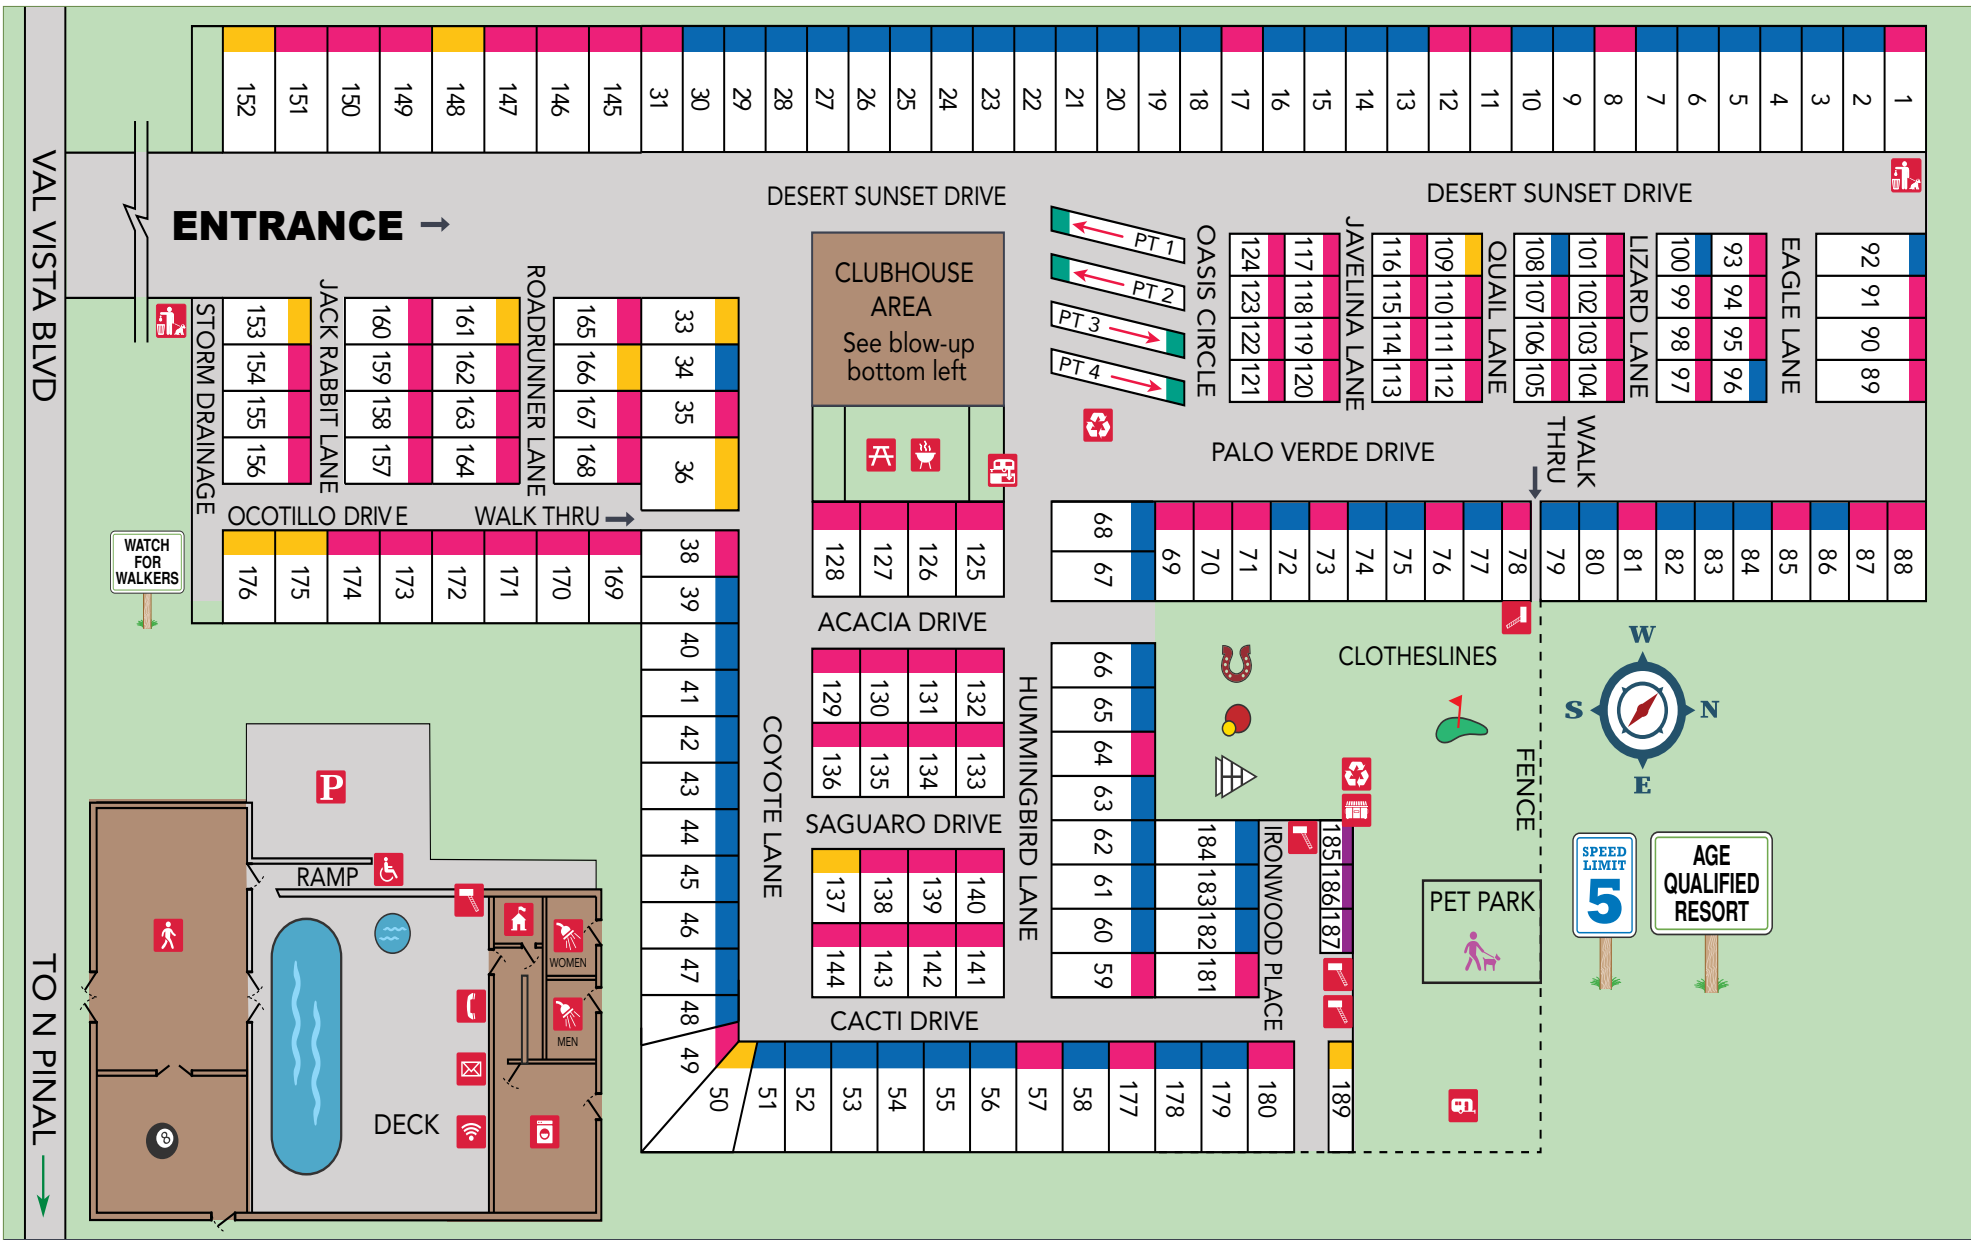 152 151 150 149 148 147 146 145 31 30 29 28 27 26 25 24 23 22 21 20 19 18 17 16 15 14 13 12 11 10 9 8 7 6 5 4 3 2 1
VAL VISTA BLVD
TO N PINAL
ENTRANCE
DESERT SUNSET DRIVE
DESERT SUNSET DRIVE
CLUBHOUSE
AREA
See blow-up
bottom left
PT 1
PT 2
PT 3
PT 4
OASIS CIRCLE
124 117
123 118
122 119
121 120
JAVELINA LANE
116 109
115 110
114 111
113 112
QUAIL LANE
108 101
107 102
106 103
105 104
LIZARD LANE
100 93
99 94
98 95
97 96
EAGLE LANE
92
91
90
89
STORM DRAINAGE
153
154
155
156
JACK RABBIT LANE
160 161
159 162
158 163
157 164
ROADRUNNER LANE
165
166
167
168
33
34
35
36
PALO VERDE DRIVE
WALK
THRU
OCOTILLO DRIVE
WALK THRU
176 175 174 173 172 171 170 169
WATCH
FOR
WALKERS
38
39
40
41
42
43
44
45
46
47
48
49
50 51 52 53 54 55 56 57 58 177 178 179 180
189
COYOTE LANE
128 127 126 125
ACACIA DRIVE
129 130 131 132
136 135 134 133
SAGUARO DRIVE
137 138 139 140
144 143 142 141
CACTI DRIVE
HUMMINGBIRD LANE
68
67
69 70 71 72 73 74 75 76 77 78 79 80 81 82 83 84 85 86 87 88
66
65
64
63
62
61
60
59
184
183
182
181
IRONWOOD PLACE
185
186
187
CLOTHESLINES
FENCE
PET PARK
W
S
N
E
SPEED
LIMIT
5
AGE
QUALIFIED
RESORT
P
RAMP
WOMEN
MEN
DECK
8